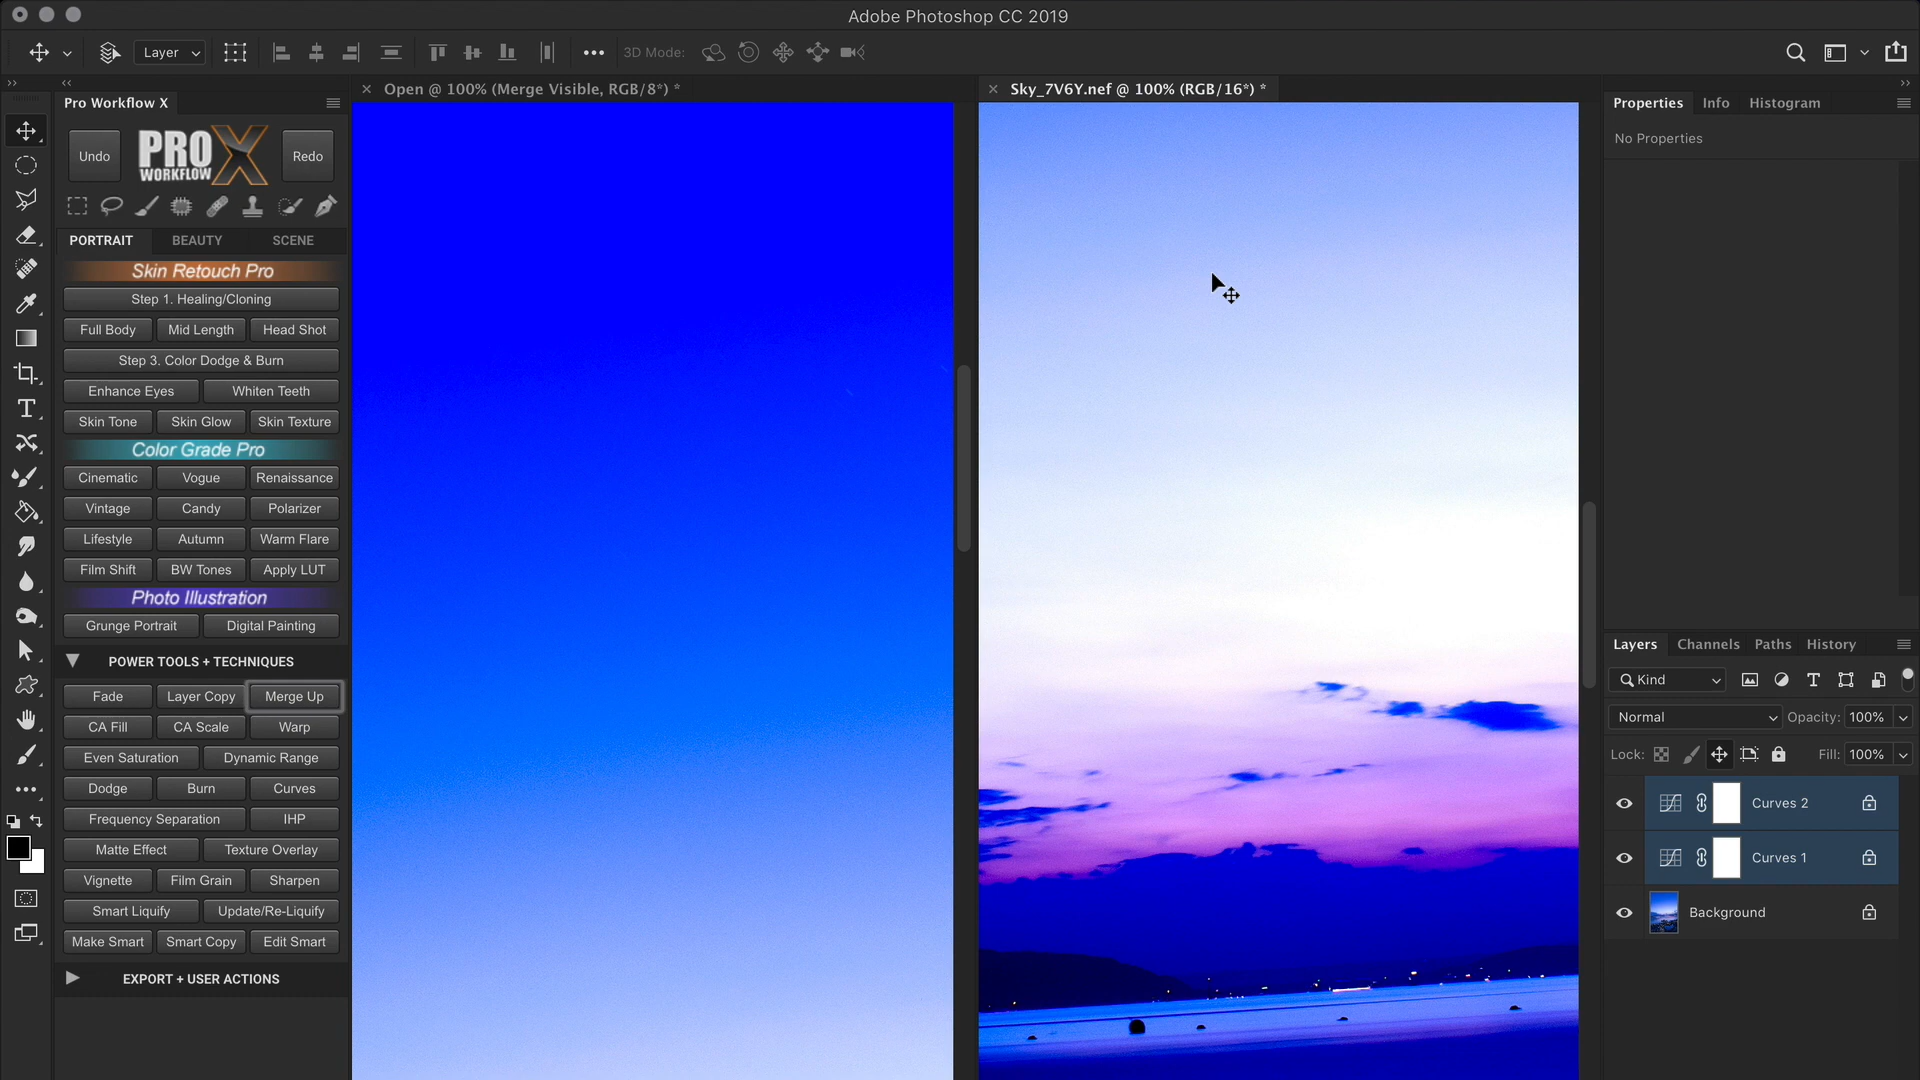 Adobe Photoshop CC 2019
Layer
3D Mode:
Pro Workflow X
Open @ 100% (Merge Visible, RGB/8*) *
Sky_7V6Y.nef @ 100% (RGB/16*) *
Properties Info Histogram
No Properties
Undo
PRO X
WORKFLOW
Redo
PORTRAIT BEAUTY SCENE
Skin Retouch Pro
Step 1. Healing/Cloning
Full Body Mid Length Head Shot
Step 3. Color Dodge & Burn
Enhance Eyes Whiten Teeth
Skin Tone Skin Glow Skin Texture
Color Grade Pro
Cinematic Vogue Renaissance
Vintage Candy Polarizer
Lifestyle Autumn Warm Flare
Film Shift BW Tones Apply LUT
Photo Illustration
Grunge Portrait Digital Painting
POWER TOOLS + TECHNIQUES
Fade Layer Copy Merge Up
CA Fill CA Scale Warp
Even Saturation Dynamic Range
Dodge Burn Curves
Frequency Separation IHP
Matte Effect Texture Overlay
Vignette Film Grain Sharpen
Smart Liquify Update/Re-Liquify
Make Smart Smart Copy Edit Smart
EXPORT + USER ACTIONS
Layers Channels Paths History
Kind
Normal Opacity: 100%
Lock: Fill: 100%
Curves 2
Curves 1
Background